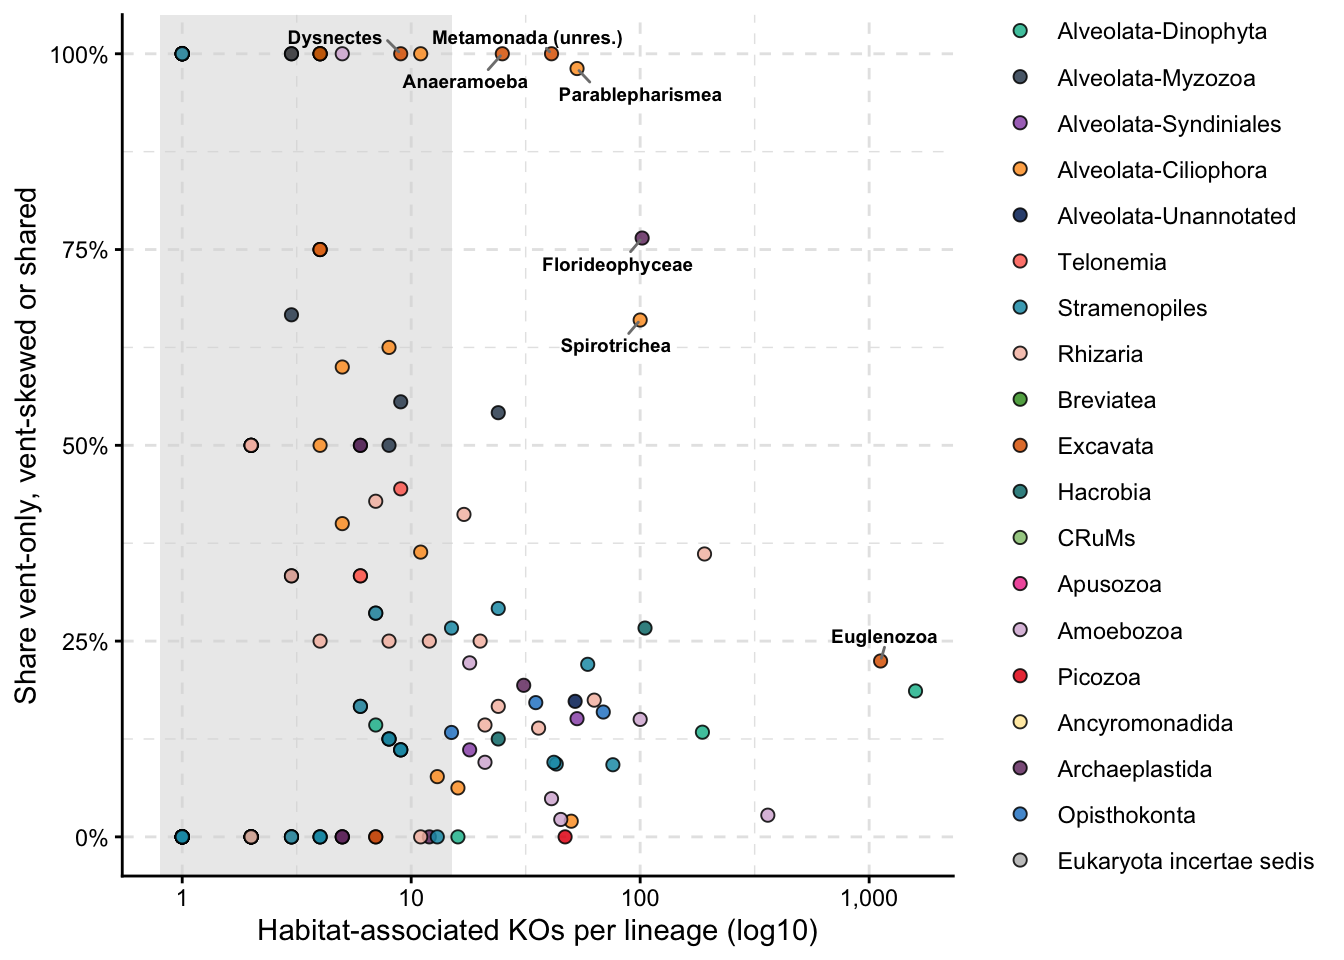 Dysnectes
Metamonada (unres.)
Anaeramoeba
Parablepharismea
Florideophyceae
Spirotrichea
Euglenozoa
100%
75%
50%
25%
0%
1
10
100
1,000
Share vent-only, vent-skewed or shared
Habitat-associated KOs per lineage (log10)
Alveolata-Dinophyta
Alveolata-Myzozoa
Alveolata-Syndiniales
Alveolata-Ciliophora
Alveolata-Unannotated
Telonemia
Stramenopiles
Rhizaria
Breviatea
Excavata
Hacrobia
CRuMs
Apusozoa
Amoebozoa
Picozoa
Ancyromonadida
Archaeplastida
Opisthokonta
Eukaryota incertae sedis